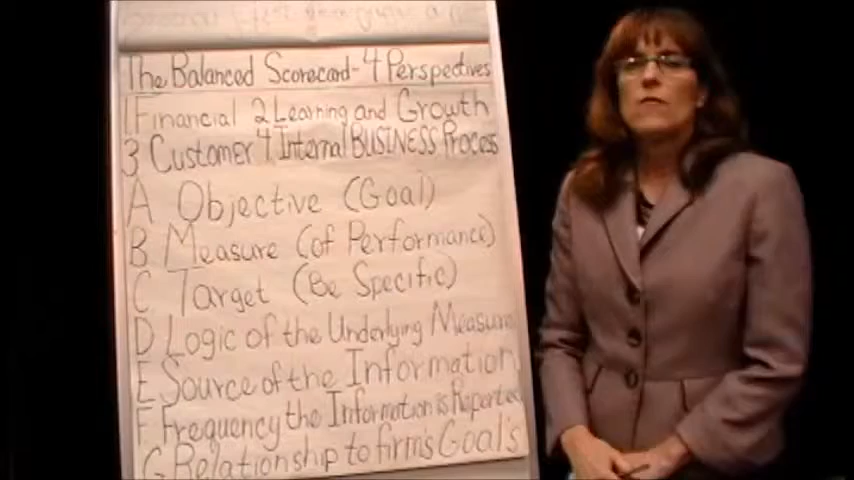 The Balanced Scorecard-4 Perspectives
1 Financial 2 Learning and Growth
3 Customer 4 Internal BUSINESS Process
A Objective (Goal)
B Measure (of Performance)
C Target (Be Specific)
D Logic of the Underlying Measure
E Source of the Information
F Frequency the Information is Reported
G Relationship to firm's Goal's